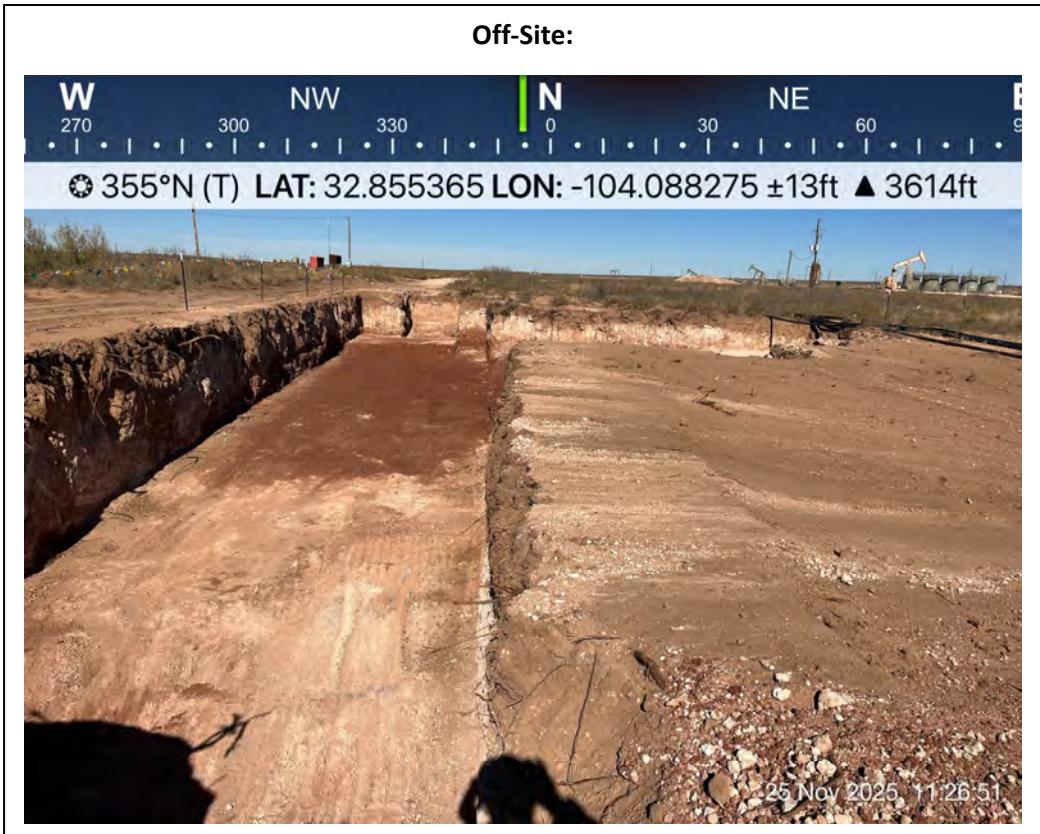 Off-Site:
W NW N NE E
270 300 330 0 30 60 9
355°N (T) LAT: 32.855365 LON: -104.088275 ±13ft ▲ 3614ft
25 Nov 2025, 11:26:51